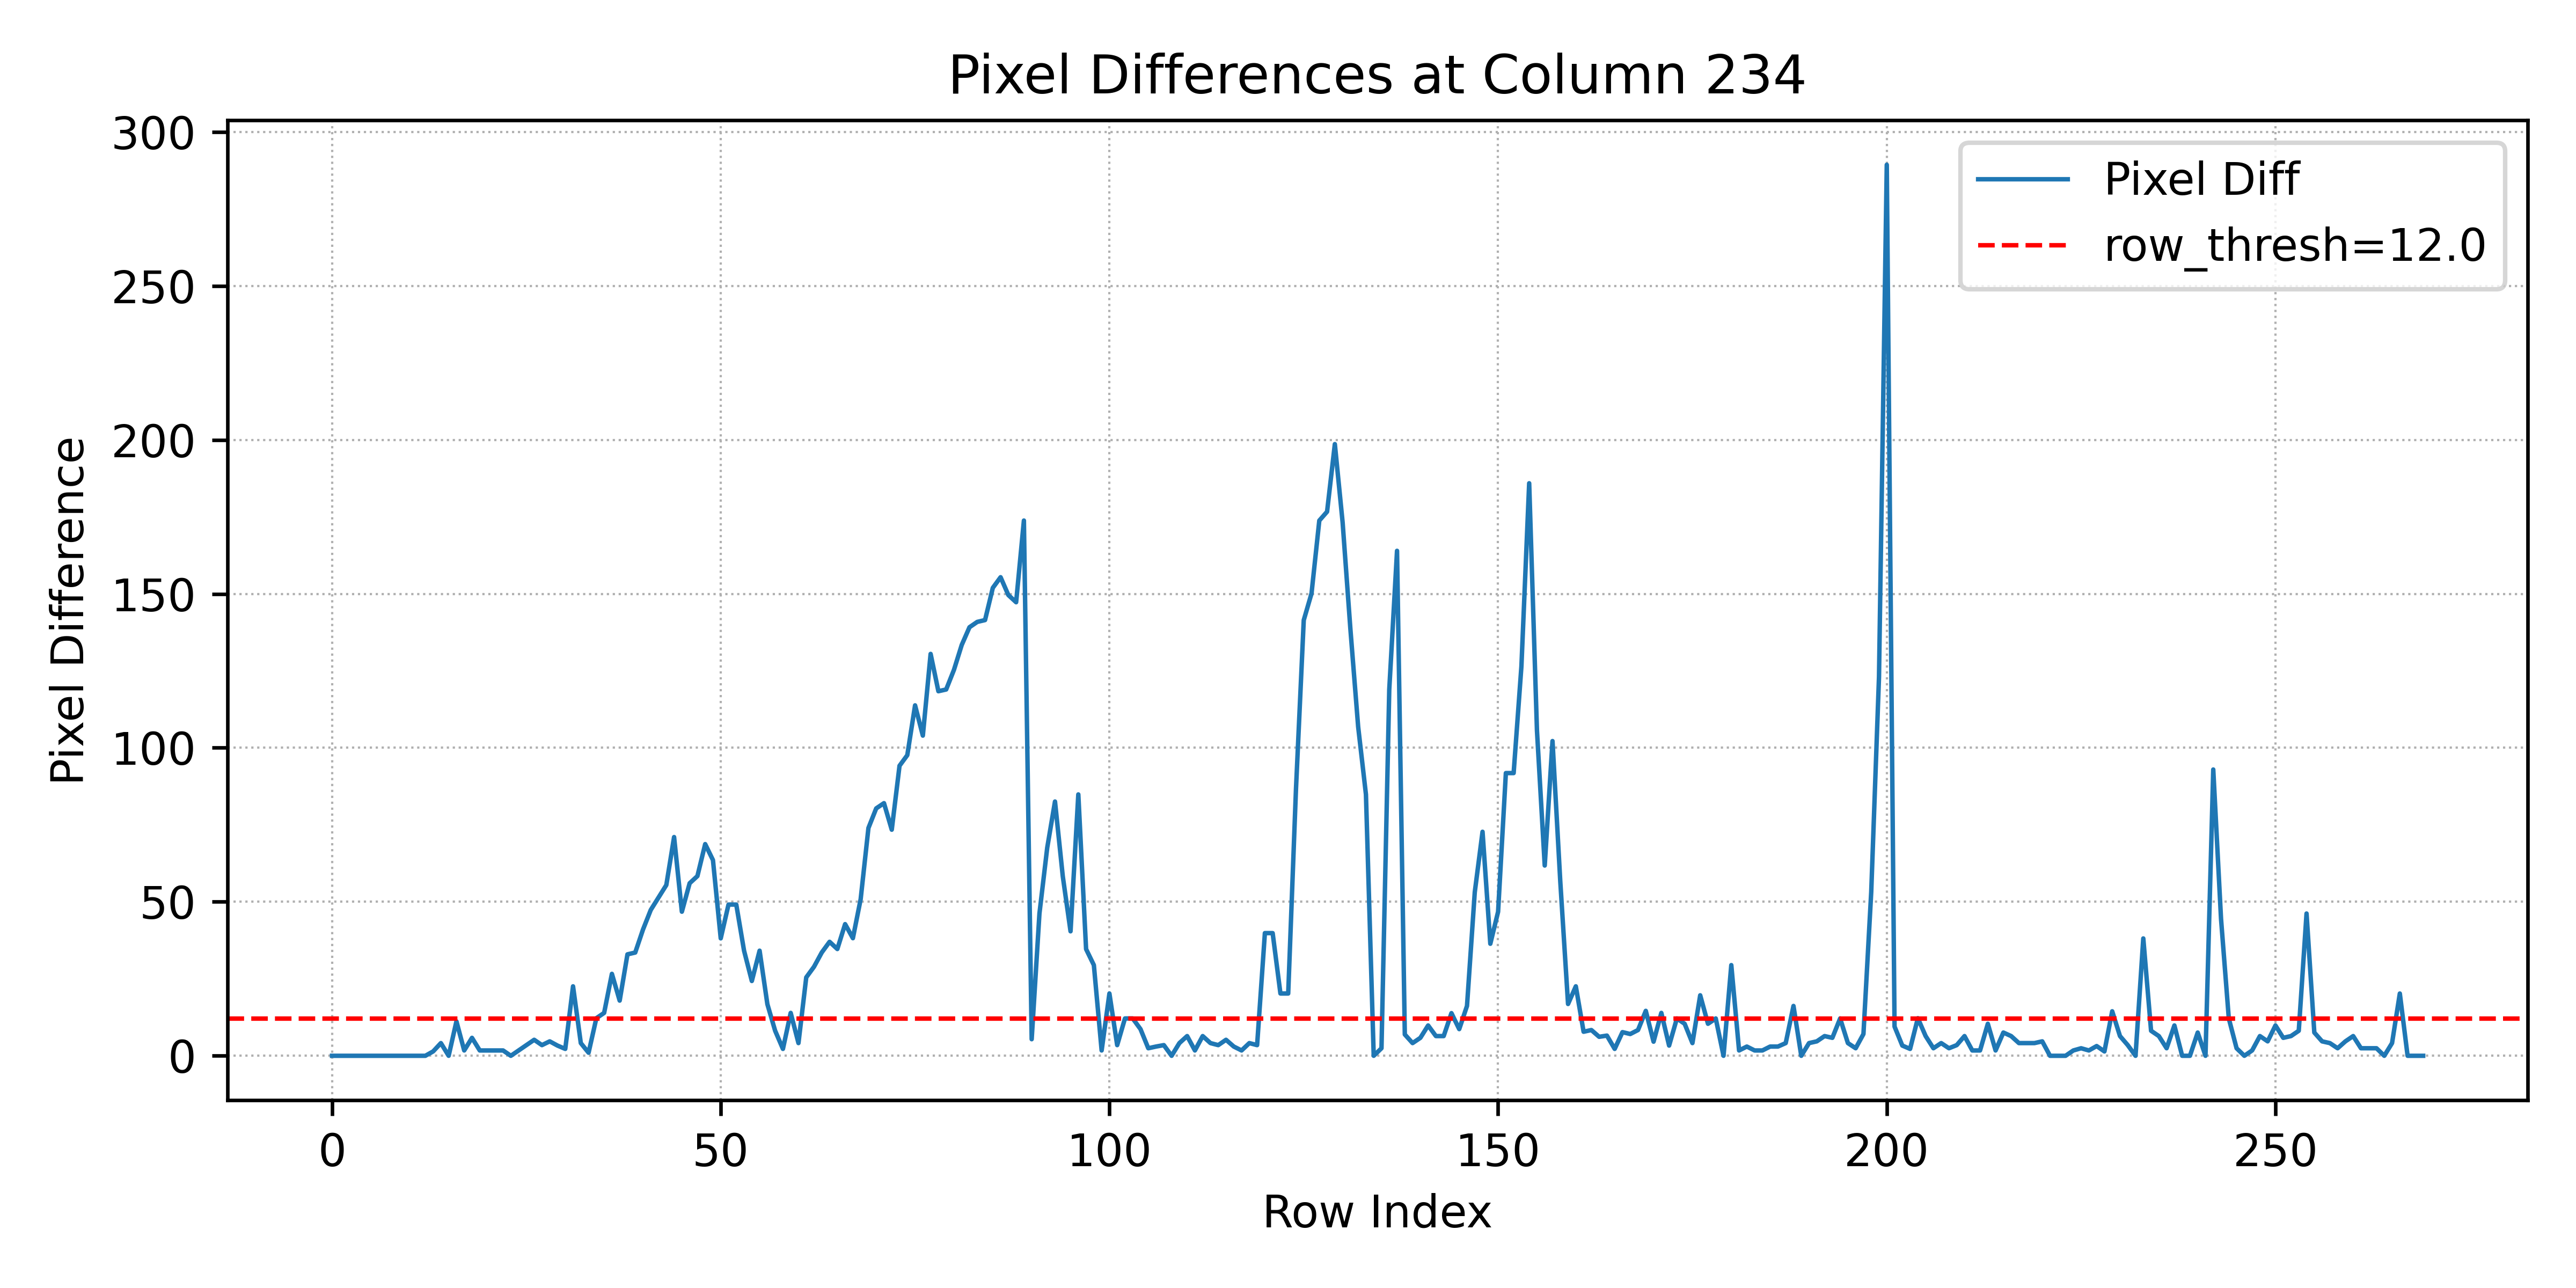 Pixel Differences at Column 234
300
250
200
150
100
50
0
Pixel Difference
Pixel Diff
row_thresh=12.0
0 50 100 150 200 250
Row Index